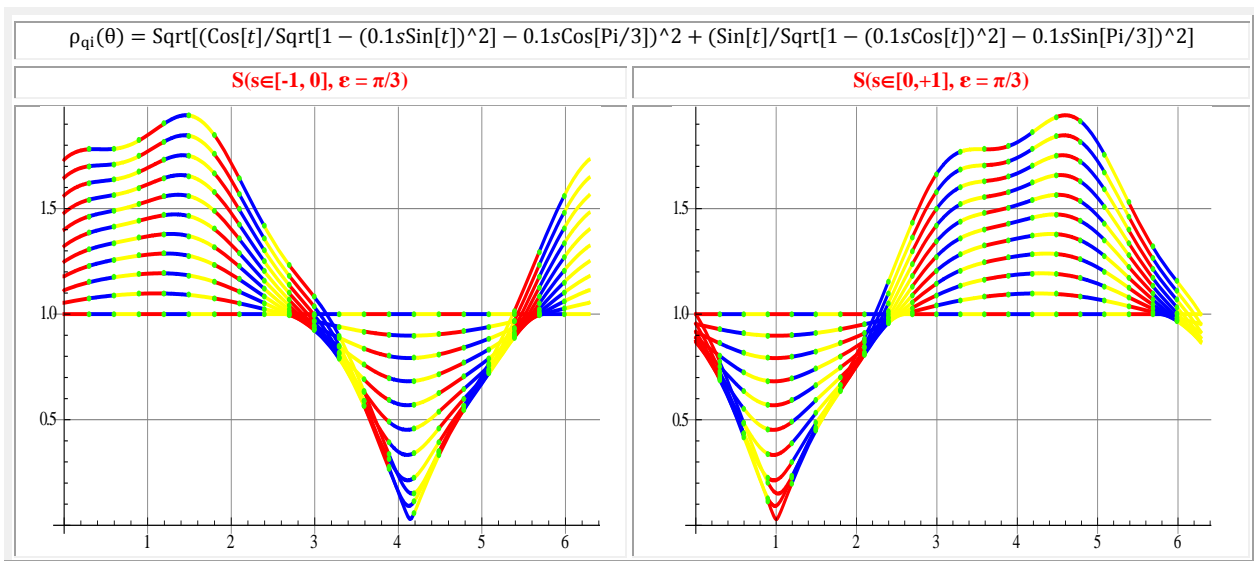 ρqi(θ) = Sqrt[(Cos[t]/Sqrt[1 − (0.1sSin[t])^2] − 0.1sCos[Pi/3])^2 + (Sin[t]/Sqrt[1 − (0.1sCos[t])^2] − 0.1sSin[Pi/3])^2]
S(s∈[-1, 0], ε = π/3)
S(s∈[0,+1], ε = π/3)
1.5
1.0
0.5
1 2 3 4 5 6
1.5
1.0
0.5
1 2 3 4 5 6